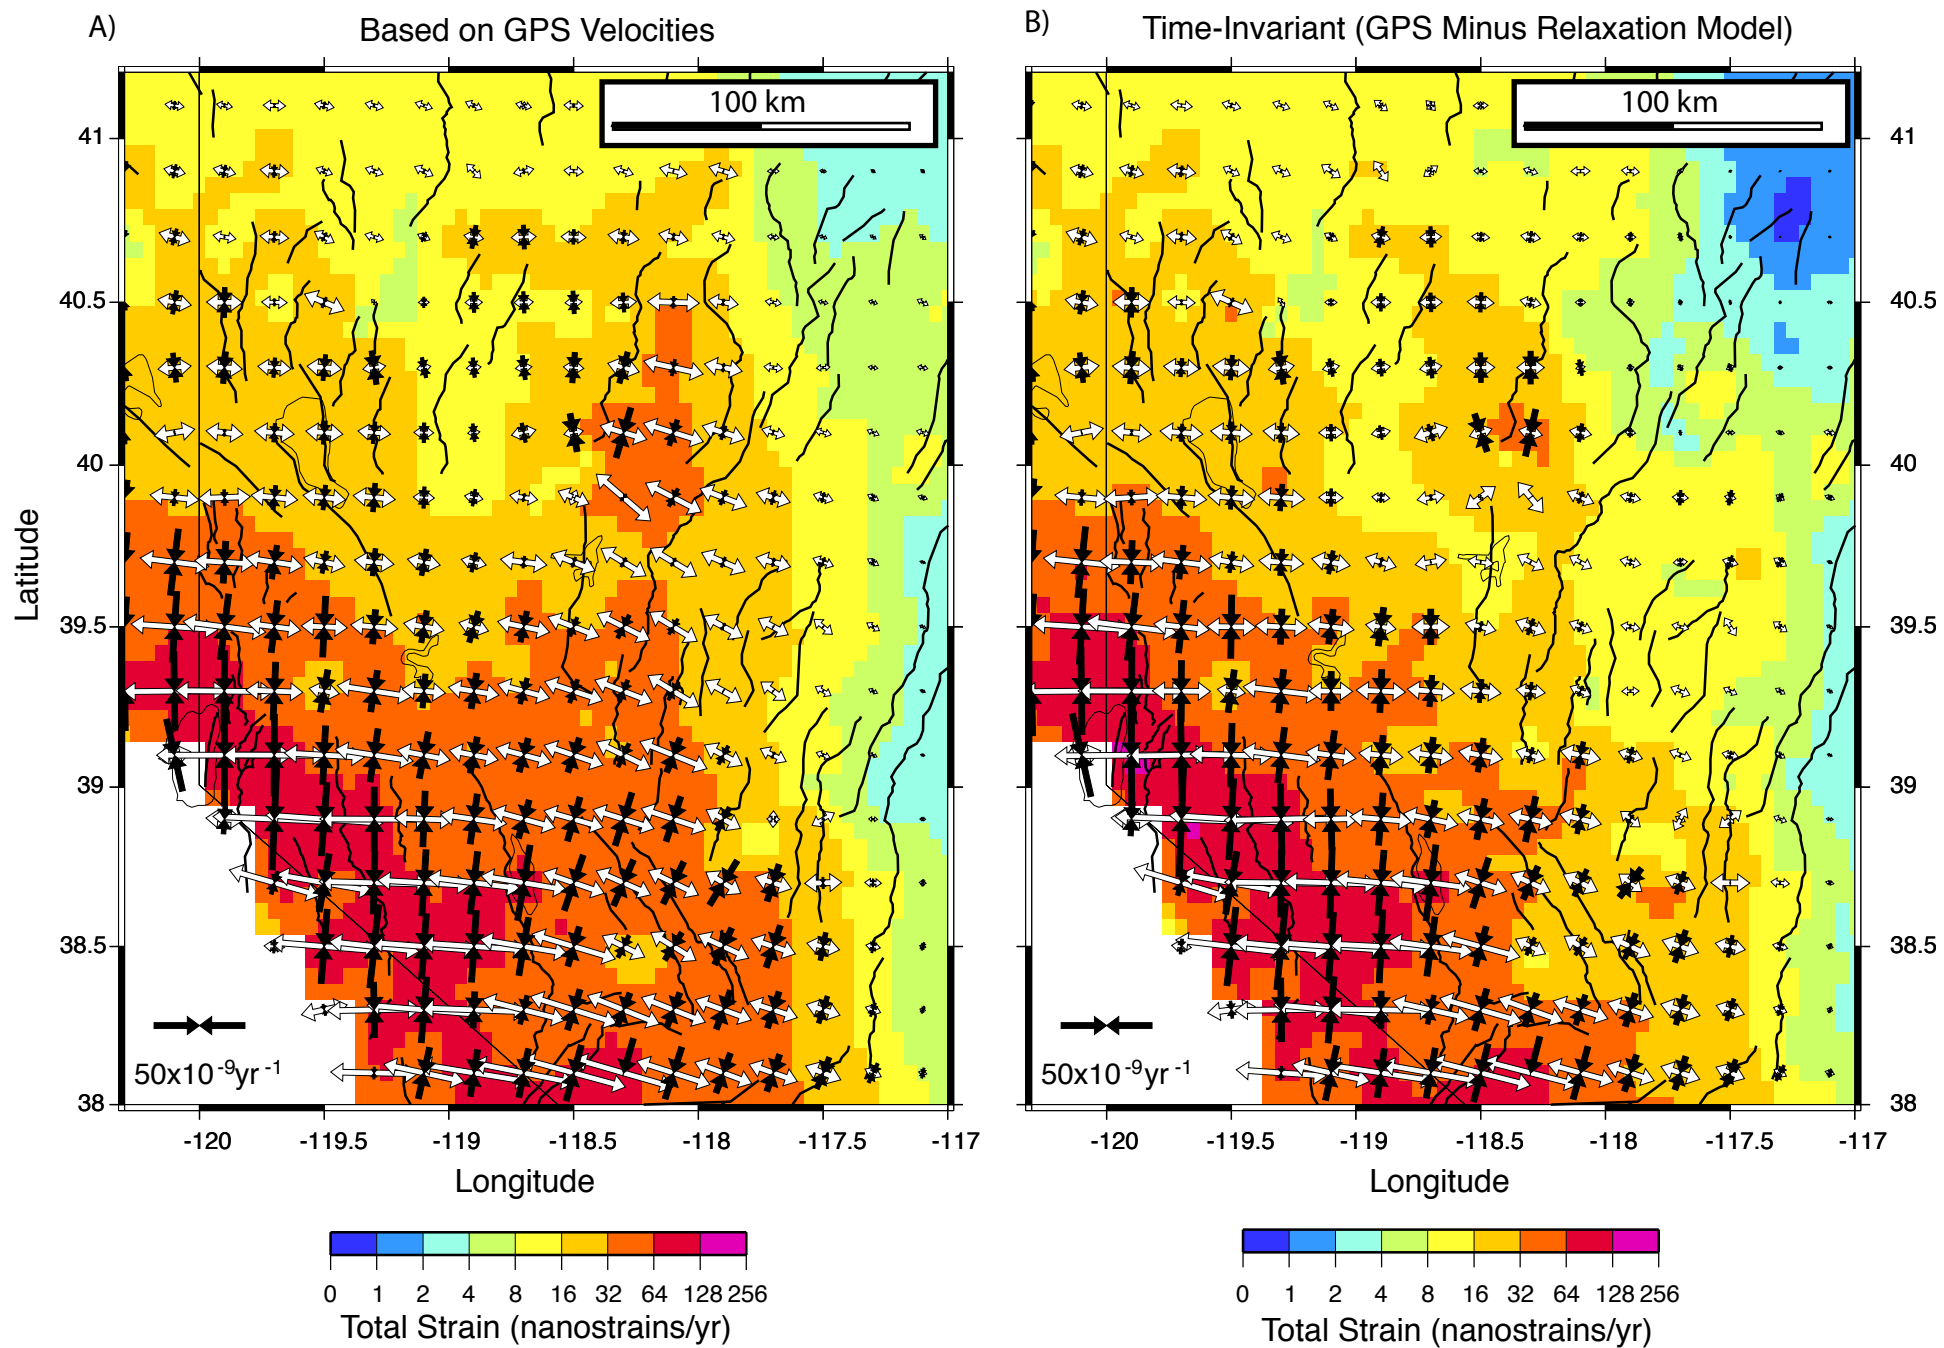 A)
Based on GPS Velocities
B)
Time-Invariant (GPS Minus Relaxation Model)
100 km
100 km
41
40.5
40
39.5
39
38.5
38
Latitude
50x10-9yr-1
-120 -119.5 -119 -118.5 -118 -117.5 -117
Longitude
0 1 2 4 8 16 32 64 128 256
Total Strain (nanostrains/yr)
41
40.5
40
39.5
39
38.5
38
50x10-9yr-1
-120 -119.5 -119 -118.5 -118 -117.5 -117
Longitude
0 1 2 4 8 16 32 64 128 256
Total Strain (nanostrains/yr)